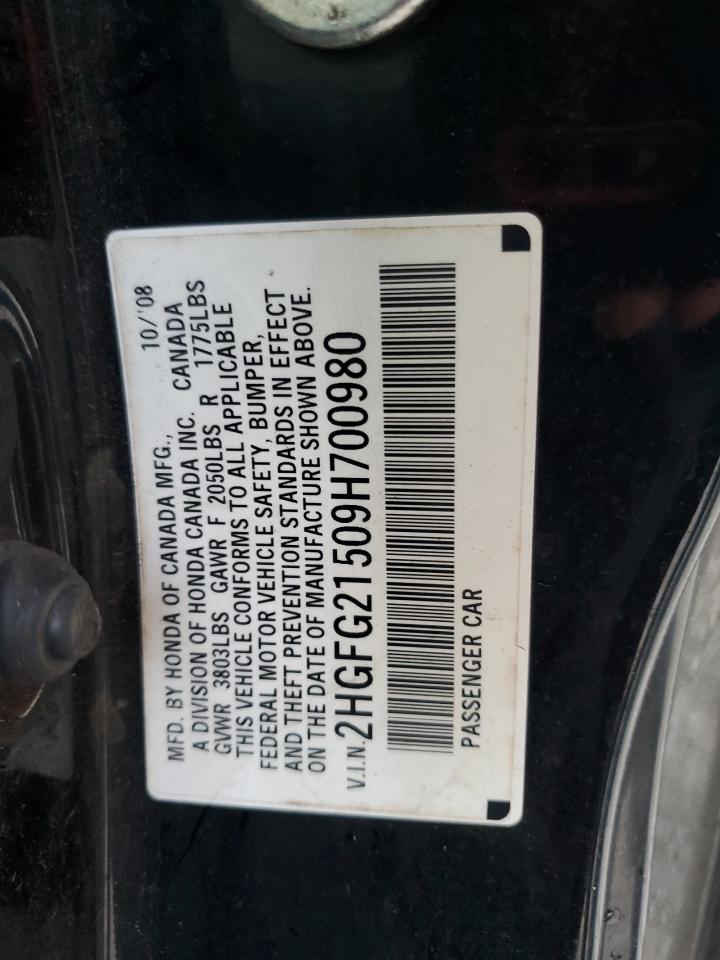 MFD. BY HONDA OF CANADA MFG., 10/'08
A DIVISION OF HONDA CANADA INC. CANADA
GVWR 3803LBS GAWR F 2050LBS R 1775LBS
THIS VEHICLE CONFORMS TO ALL APPLICABLE
FEDERAL MOTOR VEHICLE SAFETY, BUMPER,
AND THEFT PREVENTION STANDARDS IN EFFECT
ON THE DATE OF MANUFACTURE SHOWN ABOVE.
V.I.N. 2HGFG21509H700980
PASSENGER CAR